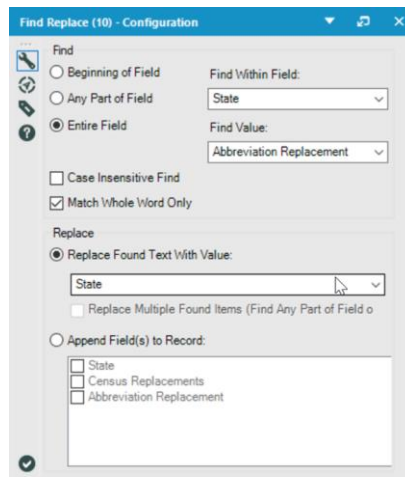 Find Replace (10) - Configuration
Find
Beginning of Field
Find Within Field:
Any Part of Field
State
Entire Field
Find Value:
Abbreviation Replacement
Case Insensitive Find
Match Whole Word Only
Replace
Replace Found Text With Value:
State
Replace Multiple Found Items (Find Any Part of Field o
Append Field(s) to Record:
State
Census Replacements
Abbreviation Replacement